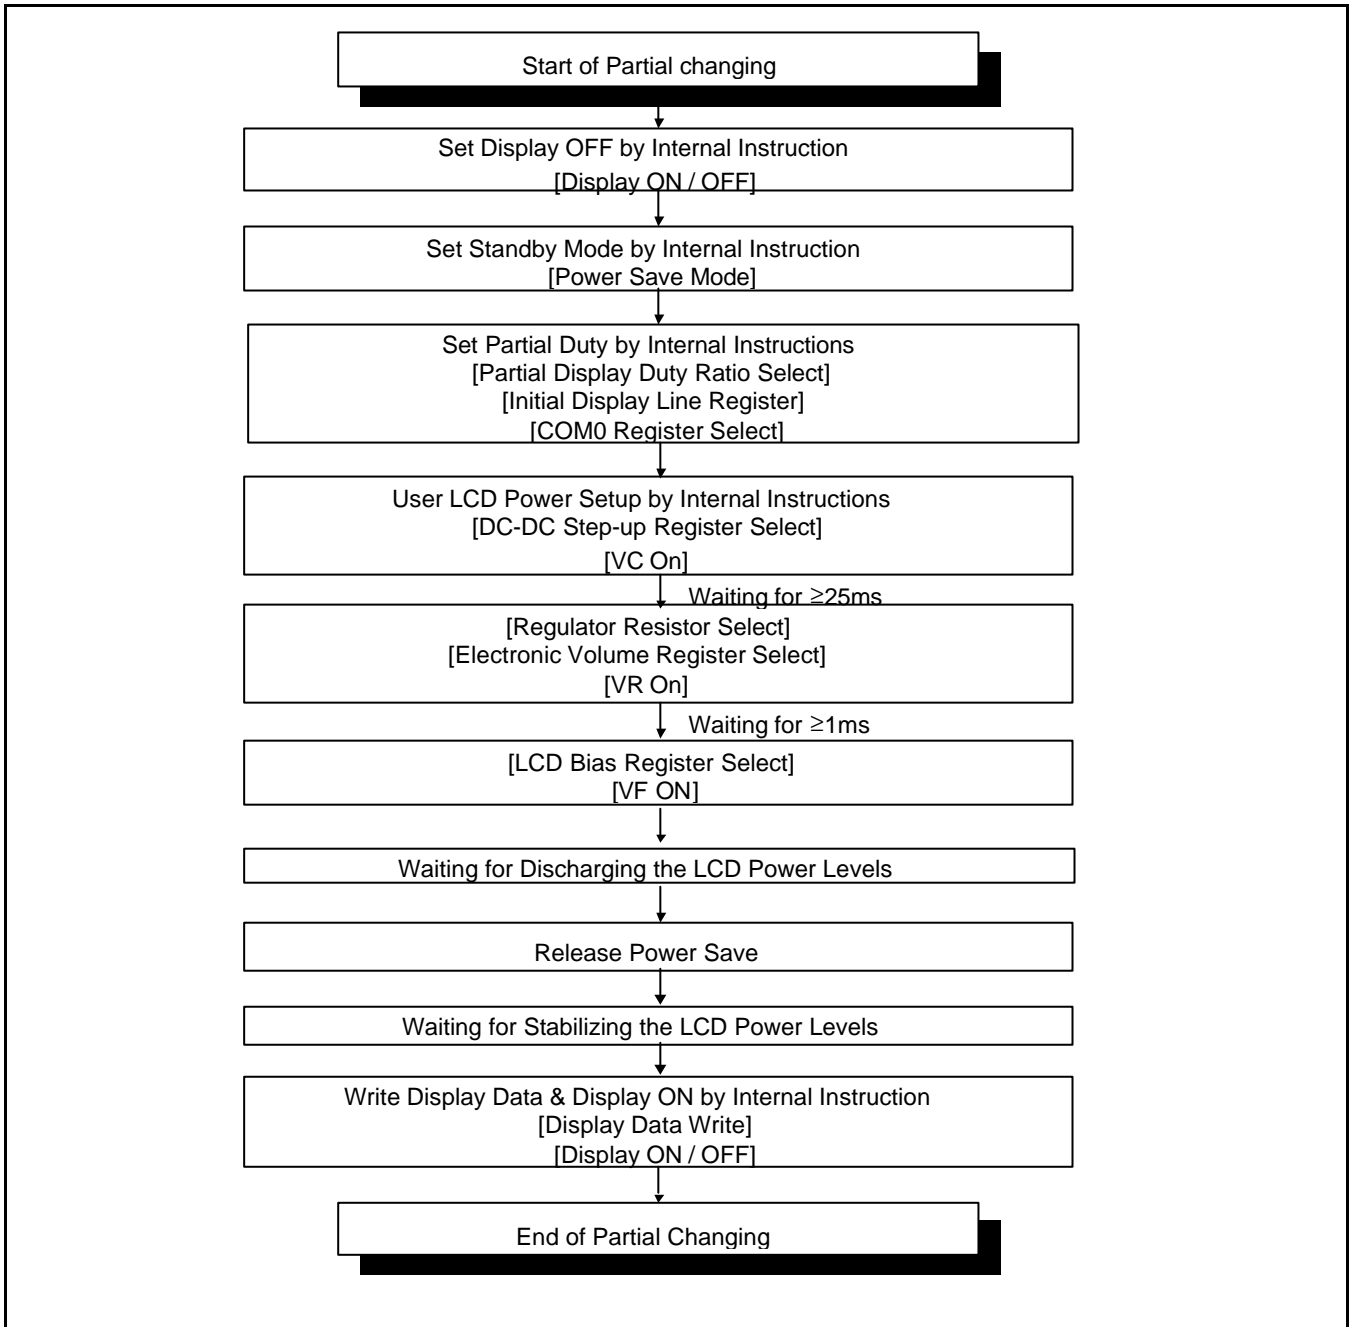 Start of Partial changing
Set Display OFF by Internal Instruction
[Display ON / OFF]
Set Standby Mode by Internal Instruction
[Power Save Mode]
Set Partial Duty by Internal Instructions
[Partial Display Duty Ratio Select]
[Initial Display Line Register]
[COM0 Register Select]
User LCD Power Setup by Internal Instructions
[DC-DC Step-up Register Select]
[VC On]
Waiting for ≥25ms
[Regulator Resistor Select]
[Electronic Volume Register Select]
[VR On]
Waiting for ≥1ms
[LCD Bias Register Select]
[VF ON]
Waiting for Discharging the LCD Power Levels
Release Power Save
Waiting for Stabilizing the LCD Power Levels
Write Display Data & Display ON by Internal Instruction
[Display Data Write]
[Display ON / OFF]
End of Partial Changing